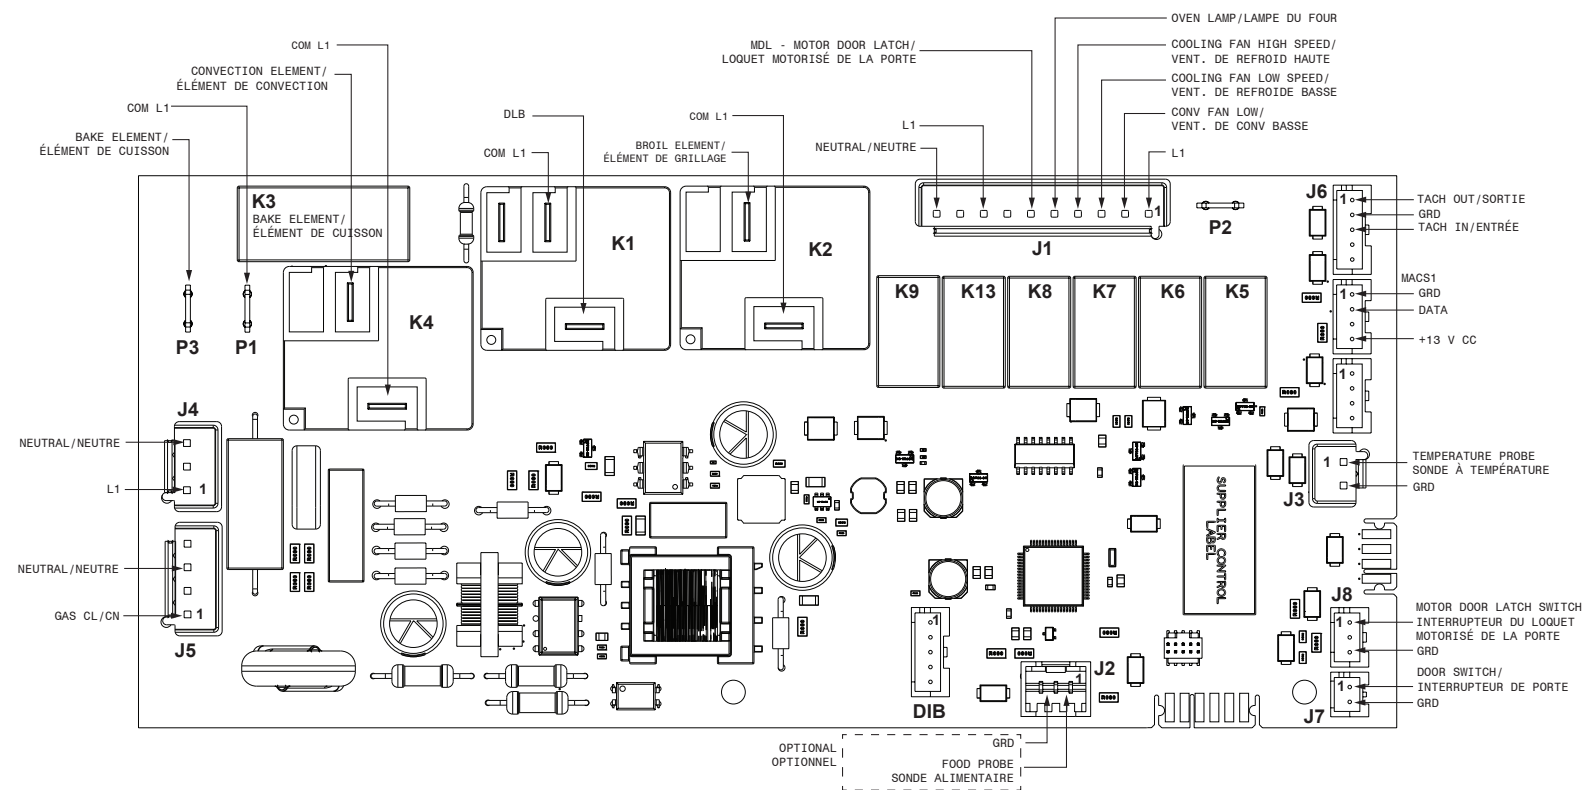 OVEN LAMP/LAMPE DU FOUR
COM L1
MDL - MOTOR DOOR LATCH/
LOQUET MOTORISÉ DE LA PORTE
COOLING FAN HIGH SPEED/
VENT. DE REFROID HAUTE
CONVECTION ELEMENT/
ÉLÉMENT DE CONVECTION
COOLING FAN LOW SPEED/
VENT. DE REFROIDE BASSE
COM L1
DLB
COM L1
CONV FAN LOW/
VENT. DE CONV BASSE
BAKE ELEMENT/
ÉLÉMENT DE CUISSON
COM L1
BROIL ELEMENT/
ÉLÉMENT DE GRILLAGE
L1
NEUTRAL/NEUTRE
L1
K3
BAKE ELEMENT/
ÉLÉMENT DE CUISSON
K1
K2
1
J1
P2
J6
1
TACH OUT/SORTIE
GRD
TACH IN/ENTRÉE
K4
P3
P1
K9
K13
K8
K7
K6
K5
MACS1
1
GRD
DATA
+13 V CC
1
J4
NEUTRAL/NEUTRE
L1
1
J3
1
TEMPERATURE PROBE
SONDE À TEMPÉRATURE
GRD
SUPPLIER CONTROL
LABEL
NEUTRAL/NEUTRE
GAS CL/CN
1
J5
J8
1
MOTOR DOOR LATCH SWITCH
INTERRUPTEUR DU LOQUET
MOTORISÉ DE LA PORTE
GRD
1
DIB
J2
1
J7
1
DOOR SWITCH/
INTERRUPTEUR DE PORTE
GRD
OPTIONAL
OPTIONNEL
GRD
FOOD PROBE
SONDE ALIMENTAIRE